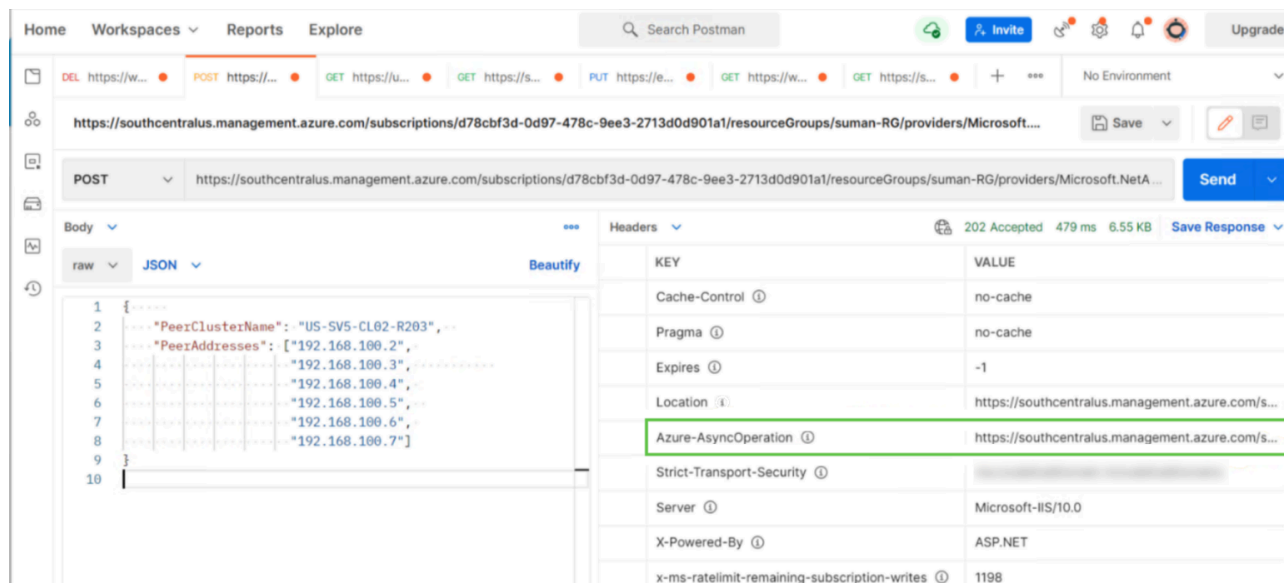 Home Workspaces Reports Explore Search Postman Invite Upgrade
DEL https://w... POST https://... GET https://u... GET https://s... PUT https://e... GET https://w... GET https://s... No Environment
https://southcentralus.management.azure.com/subscriptions/d78cbf3d-0d97-478c-9ee3-2713d0d901a1/resourceGroups/suman-RG/providers/Microsoft.... Save
POST https://southcentralus.management.azure.com/subscriptions/d78cbf3d-0d97-478c-9ee3-2713d0d901a1/resourceGroups/suman-RG/providers/Microsoft.NetA... Send
Body Headers 202 Accepted 479 ms 6.55 KB Save Response
raw JSON Beautify KEY VALUE
1 {
2 "PeerClusterName": "US-SV5-CL02-R203",
3 "PeerAddresses": ["192.168.100.2",
4 "192.168.100.3",
5 "192.168.100.4",
6 "192.168.100.5",
7 "192.168.100.6",
8 "192.168.100.7"]
9 }
10
Cache-Control no-cache
Pragma no-cache
Expires -1
Location https://southcentralus.management.azure.com/s...
Azure-AsyncOperation https://southcentralus.management.azure.com/s...
Strict-Transport-Security
Server Microsoft-IIS/10.0
X-Powered-By ASP.NET
x-ms-ratelimit-remaining-subscription-writes 1198